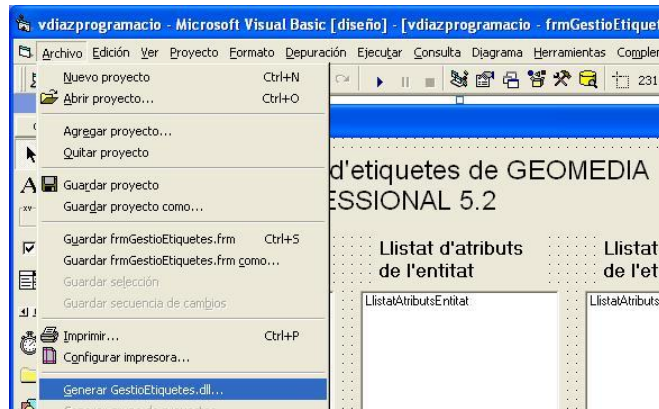 vdiazprogramacio - Microsoft Visual Basic [diseño] - [vdiazprogramacio - frmGestioEtique
Archivo Edición Ver Proyecto Formato Depuración Ejecutar Consulta Diagrama Herramientas
231
Nuevo proyecto Ctrl+N
Abrir proyecto... Ctrl+O
Agregar proyecto...
Quitar proyecto
d'etiquetes de GEOMEDIA
ESSIONAL 5.2
Guardar proyecto
Guardar proyecto como...
Guardar frmGestioEtiquetes.frm Ctrl+S
Guardar frmGestioEtiquetes.frm como...
Guardar selección
Guardar secuencia de cambios
Llistat d'atributs
de l'entitat
Llistat
de l'et
LlistatAtributsEntitat
LlistatAtributs
Imprimir... Ctrl+P
Configurar impresora...
Generar GestioEtiquetes.dll...